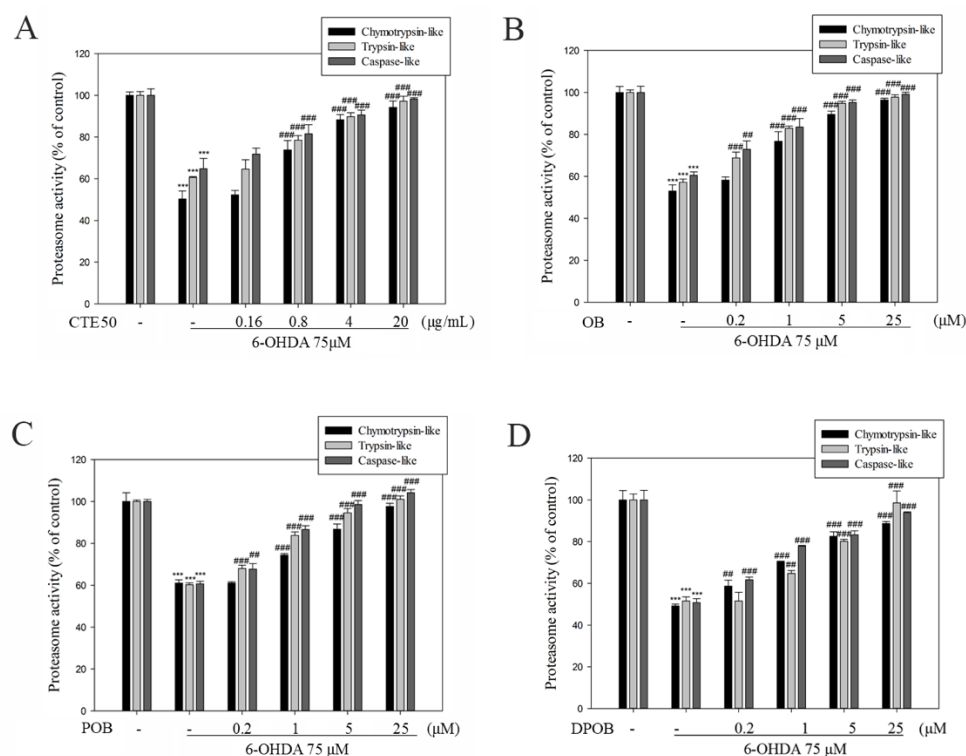 A
Chymotrypsin-like
Trypsin-like
Caspase-like
Proteasome activity (% of control)
120
100
80
60
40
20
0
*** *** ***
### ### ###
### ### ###
### ### ###
CTE50 - - 0.16 0.8 4 20 (μg/mL)
6-OHDA 75μM
B
Chymotrypsin-like
Trypsin-like
Caspase-like
Proteasome activity (% of control)
120
100
80
60
40
20
0
*** *** ***
### ##
### ### ###
### ### ###
### ### ###
OB - - 0.2 1 5 25 (μM)
6-OHDA 75 μM
C
Chymotrypsin-like
Trypsin-like
Caspase-like
Proteasome activity (% of control)
120
100
80
60
40
20
0
*** *** ***
### ##
### ### ###
### ### ###
### ### ###
POB - - 0.2 1 5 25 (μM)
6-OHDA 75 μM
D
Chymotrypsin-like
Trypsin-like
Caspase-like
Proteasome activity (% of control)
120
100
80
60
40
20
0
*** *** ***
## ###
### ## ###
### ### ###
### ### ###
DPOB - - 0.2 1 5 25 (μM)
6-OHDA 75 μM